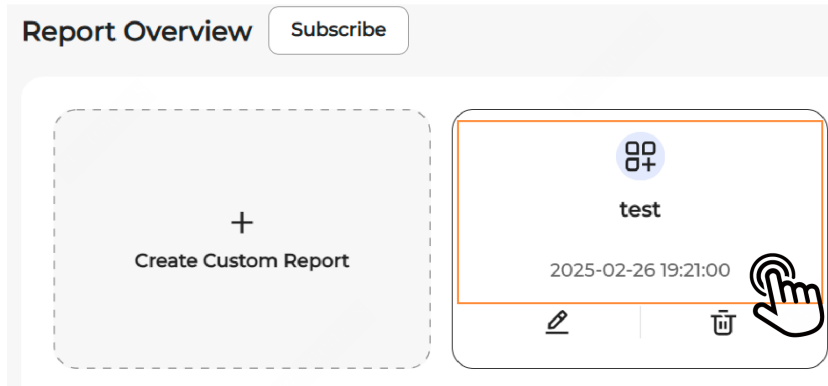 Report Overview
Subscribe
+
Create Custom Report
test
2025-02-26 19:21:00